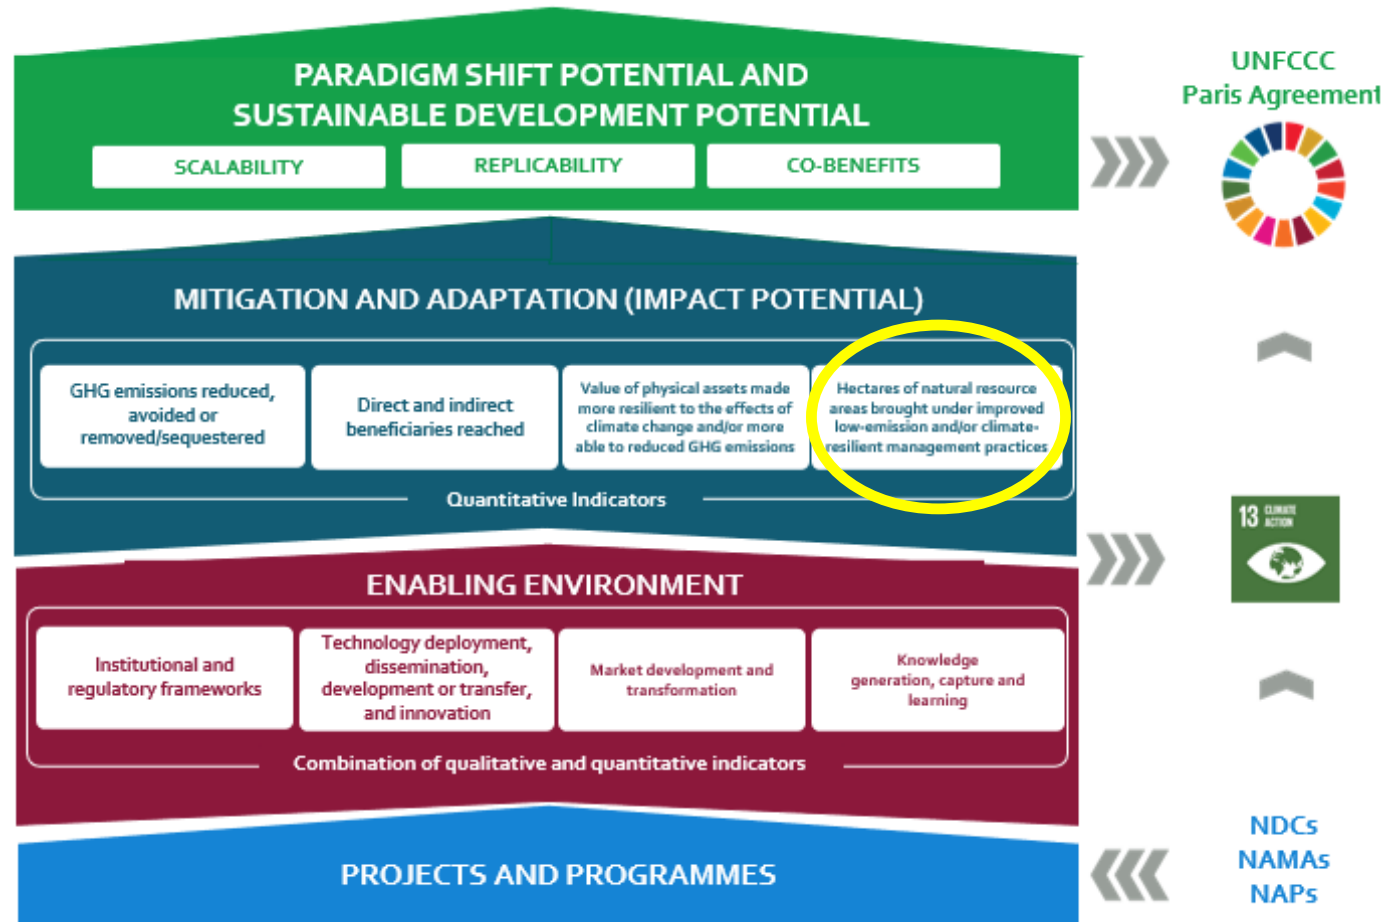 PARADIGM SHIFT POTENTIAL AND
SUSTAINABLE DEVELOPMENT POTENTIAL
SCALABILITY
REPLICABILITY
CO-BENEFITS
UNFCCC
Paris Agreement
MITIGATION AND ADAPTATION (IMPACT POTENTIAL)
GHG emissions reduced,
avoided or
removed/sequestered
Direct and indirect
beneficiaries reached
Value of physical assets made
more resilient to the effects of
climate change and/or more
able to reduced GHG emissions
Hectares of natural resource
areas brought under improved
low-emission and/or climate-
resilient management practices
Quantitative Indicators
13 CLIMATE
ACTION
ENABLING ENVIRONMENT
Institutional and
regulatory frameworks
Technology deployment,
dissemination,
development or transfer,
and innovation
Market development and
transformation
Knowledge
generation, capture and
learning
Combination of qualitative and quantitative indicators
PROJECTS AND PROGRAMMES
NDCs
NAMAs
NAPs